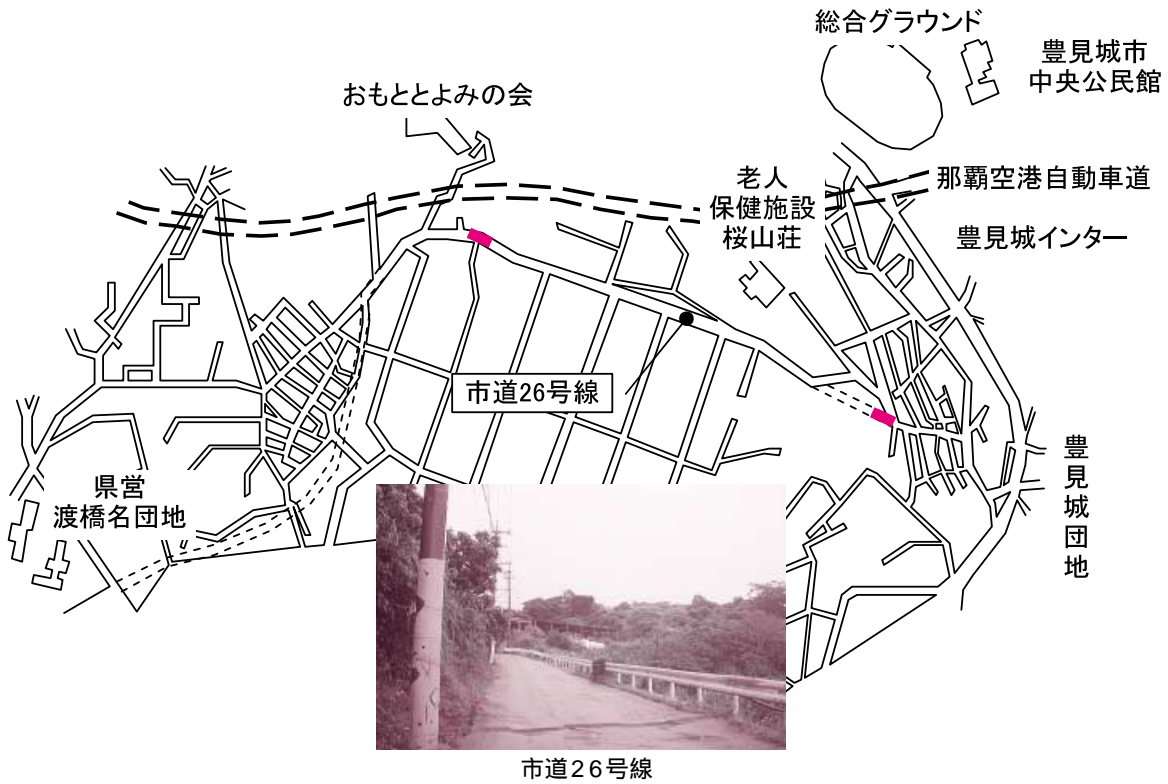 総合グラウンド
豊見城市
中央公民館
おもととよみの会
那覇空港自動車道
老人
保健施設
桜山荘
豊見城インター
市道26号線
豊見城団地
県営
渡橋名団地
市道26号線